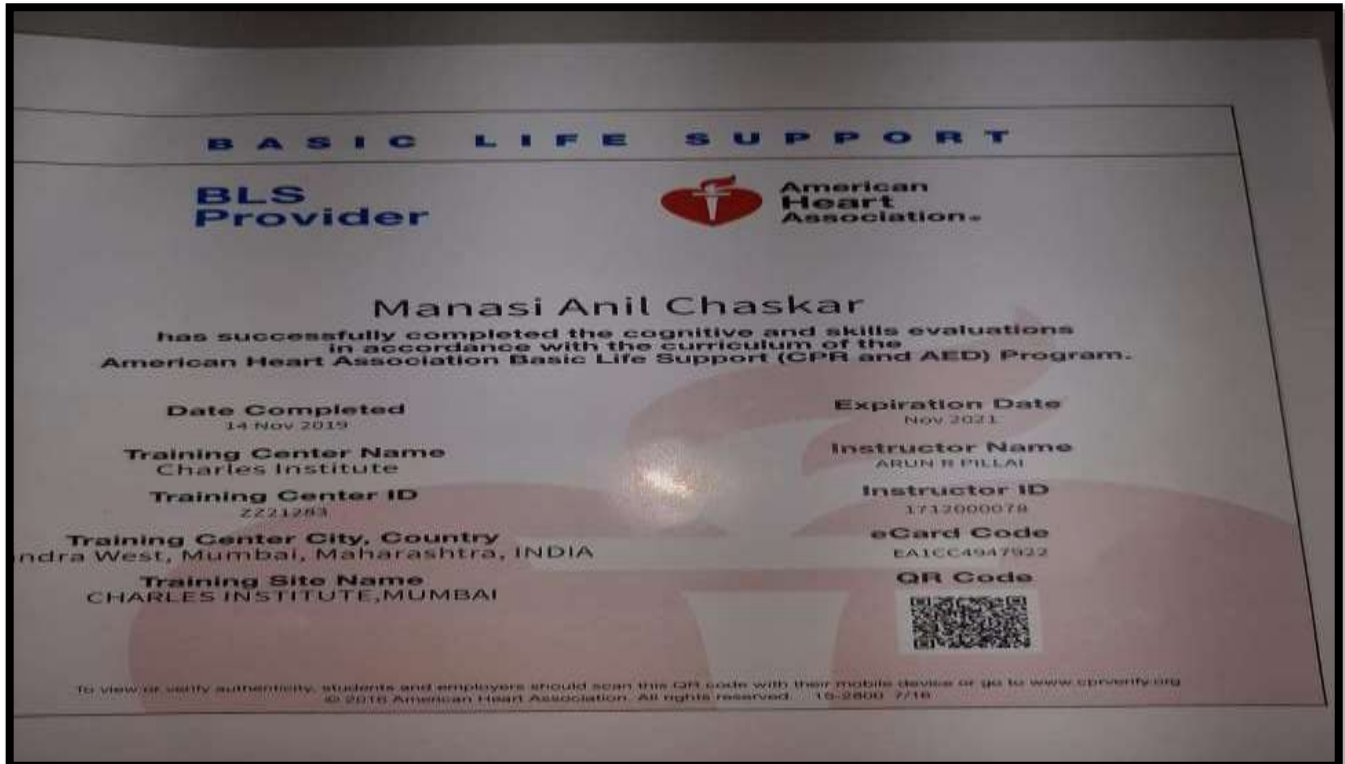 BASIC LIFE SUPPORT
BLS
Provider
American
Heart
Association®
Manasi Anil Chaskar
has successfully completed the cognitive and skills evaluations
in accordance with the curriculum of the
American Heart Association Basic Life Support (CPR and AED) Program.
Date Completed
14 Nov 2019
Training Center Name
Charles Institute
Training Center ID
ZZ21283
Training Center City, Country
ndra West, Mumbai, Maharashtra, INDIA
Training Site Name
CHARLES INSTITUTE,MUMBAI
Expiration Date
Nov 2021
Instructor Name
ARUN R PILLAI
Instructor ID
1712000078
eCard Code
EA1CC4947922
QR Code
To view or verify authenticity, students and employers should scan this QR code with their mobile device or go to www.cprverify.org
© 2016 American Heart Association. All rights reserved. 15-2800 7/16